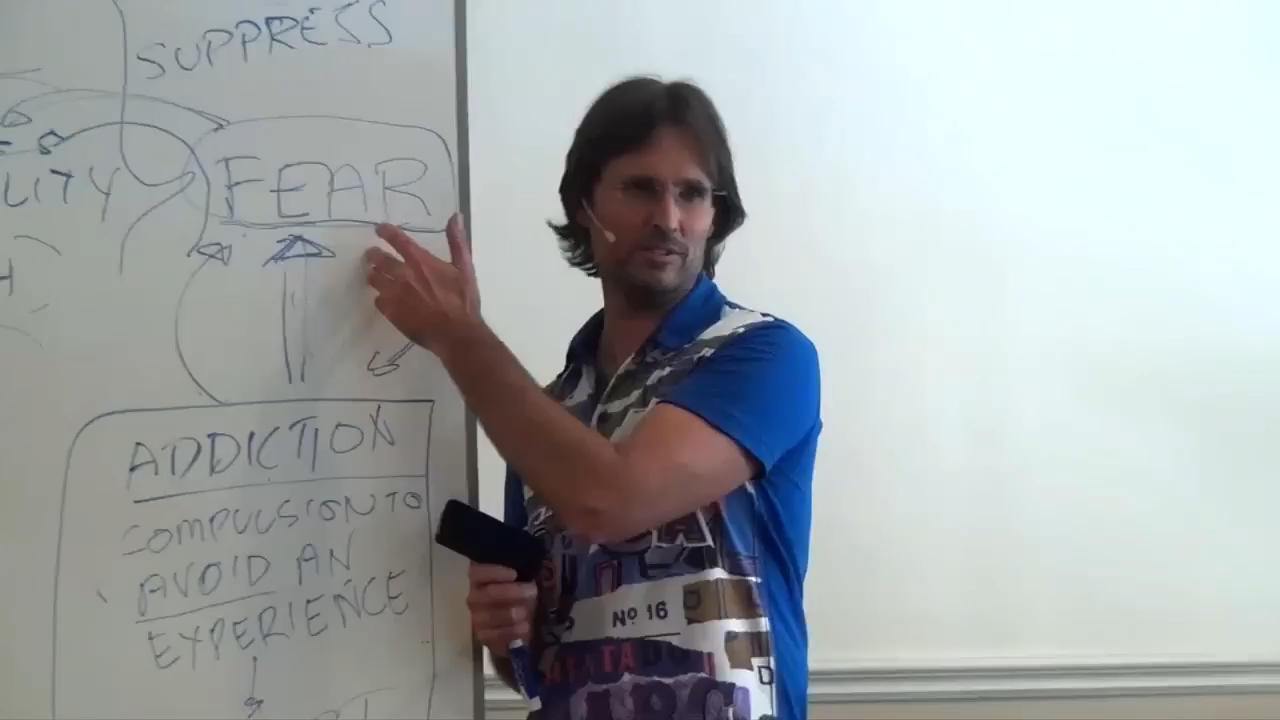 SUPPRESS
FEAR
LITY
H
ADDICTION
COMPULSION TO
AVOID AN
EXPERIENCE
Nº 16